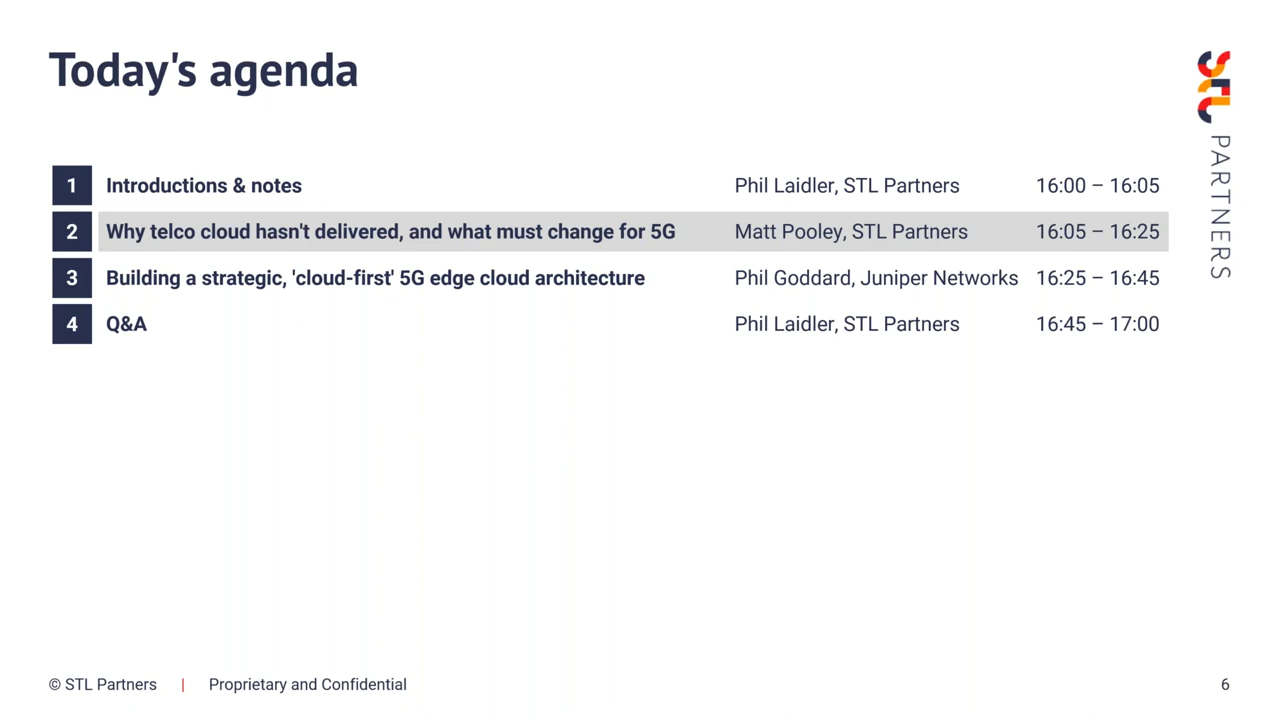 Today's agenda
1 Introductions & notes Phil Laidler, STL Partners 16:00 – 16:05
2 Why telco cloud hasn't delivered, and what must change for 5G Matt Pooley, STL Partners 16:05 – 16:25
3 Building a strategic, 'cloud-first' 5G edge cloud architecture Phil Goddard, Juniper Networks 16:25 – 16:45
4 Q&A Phil Laidler, STL Partners 16:45 – 17:00
STL PARTNERS
© STL Partners | Proprietary and Confidential 6